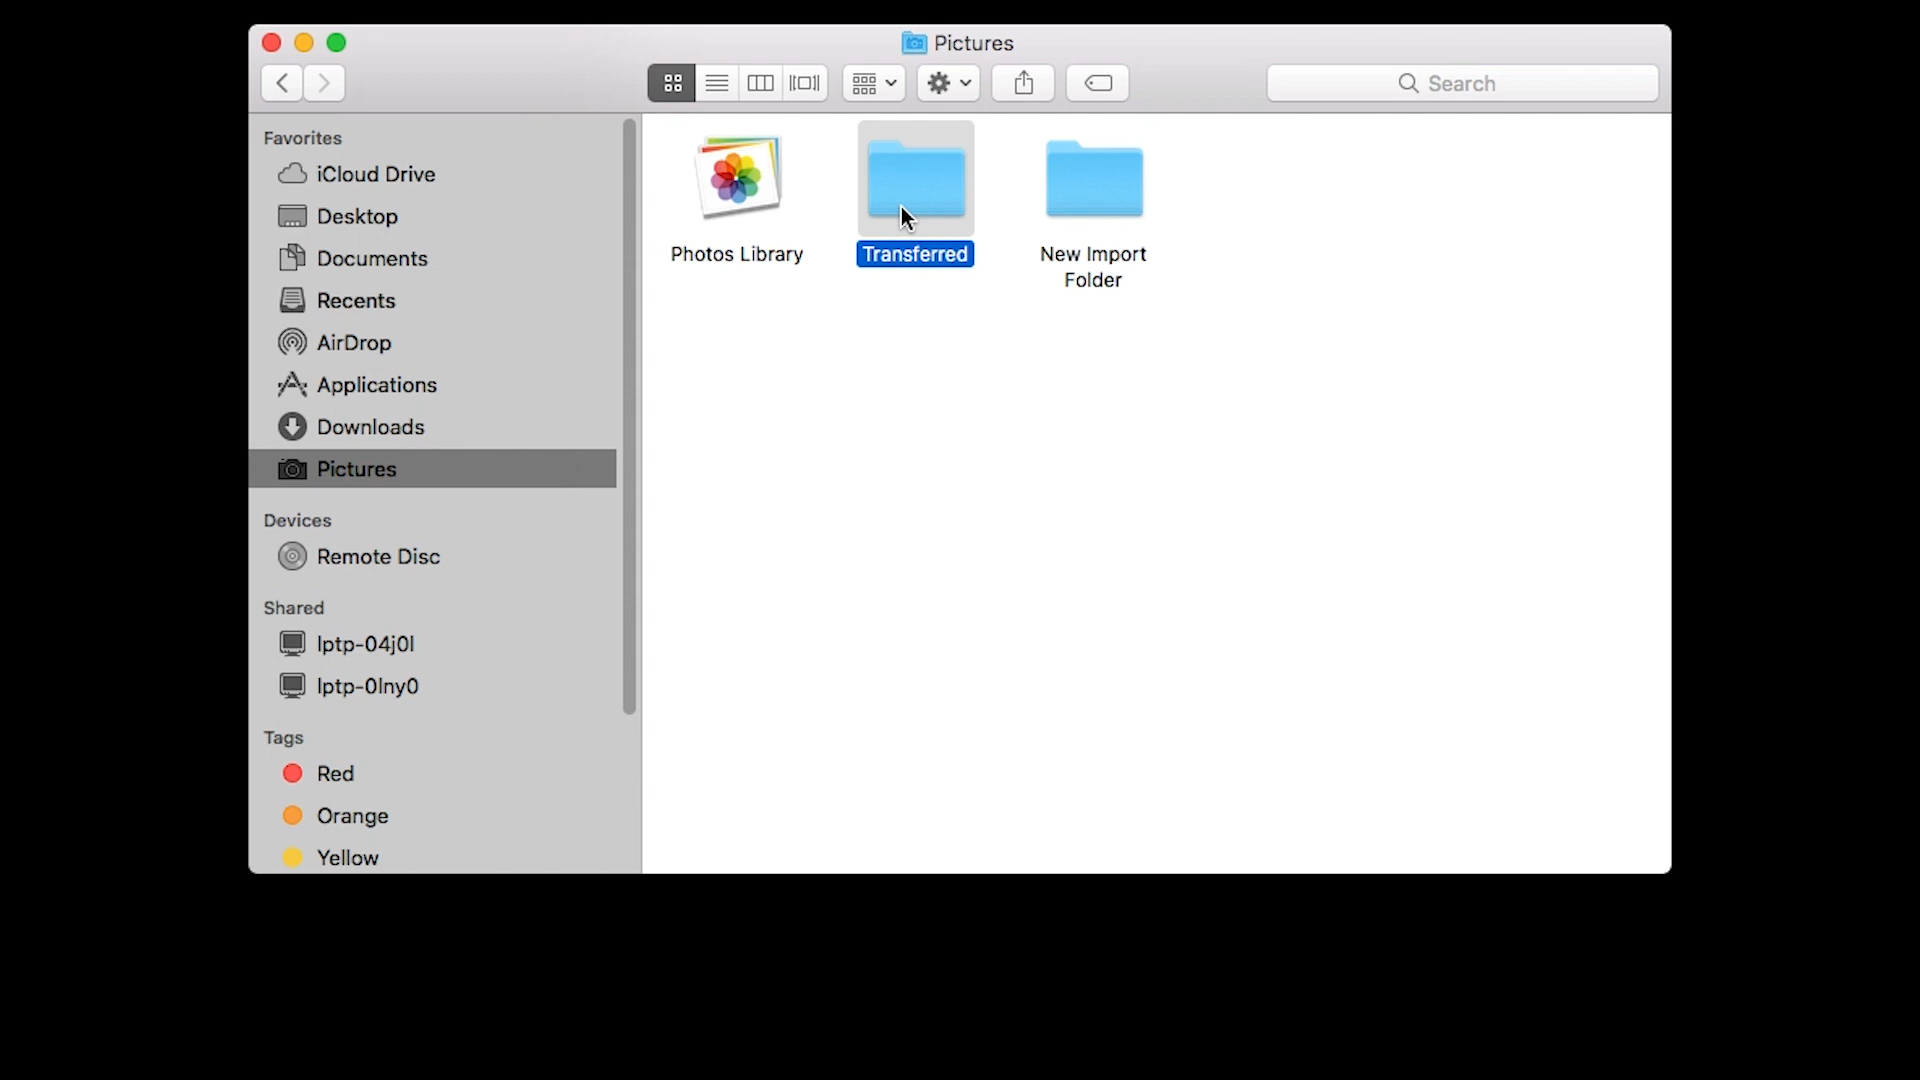 Pictures
Search
Favorites
iCloud Drive
Desktop
Documents
Recents
AirDrop
Applications
Downloads
Pictures
Devices
Remote Disc
Shared
lptp-04j0l
lptp-0lny0
Tags
Red
Orange
Yellow
Photos Library
Transferred
New Import
Folder